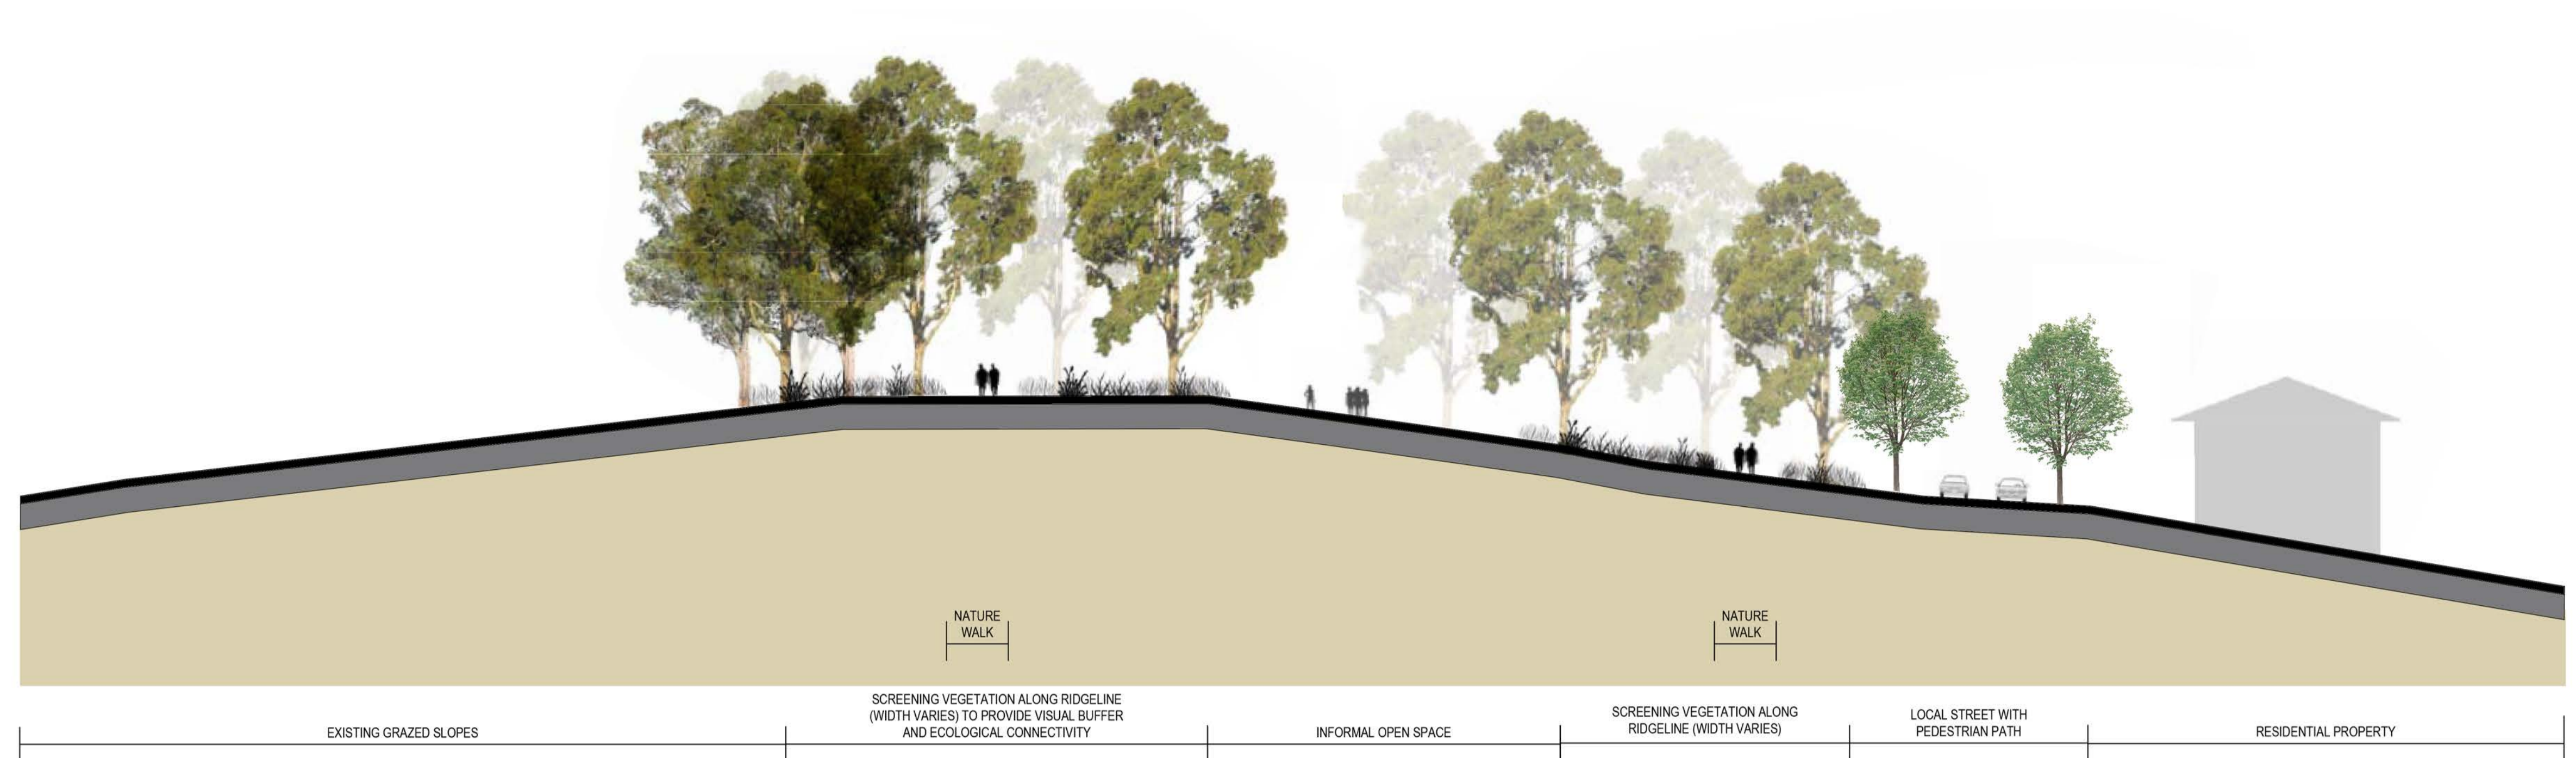 NATURE
WALK
NATURE
WALK
EXISTING GRAZED SLOPES
SCREENING VEGETATION ALONG RIDGELINE
(WIDTH VARIES) TO PROVIDE VISUAL BUFFER
AND ECOLOGICAL CONNECTIVITY
INFORMAL OPEN SPACE
SCREENING VEGETATION ALONG
RIDGELINE (WIDTH VARIES)
LOCAL STREET WITH
PEDESTRIAN PATH
RESIDENTIAL PROPERTY